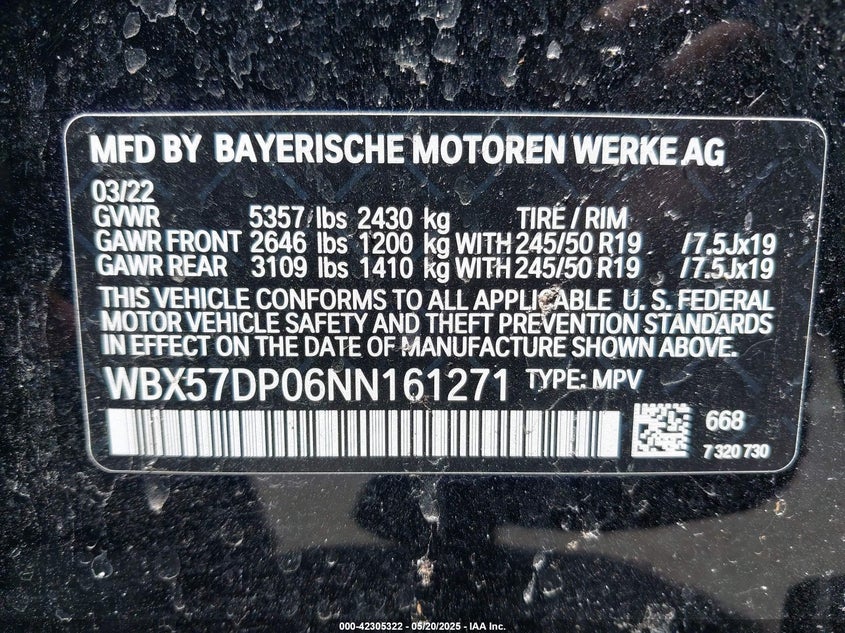 MFD BY BAYERISCHE MOTOREN WERKE AG
03/22
GVWR 5357 lbs 2430 kg TIRE / RIM
GAWR FRONT 2646 lbs 1200 kg WITH 245/50 R19 /7.5Jx19
GAWR REAR 3109 lbs 1410 kg WITH 245/50 R19 /7.5Jx19
THIS VEHICLE CONFORMS TO ALL APPLICABLE U. S. FEDERAL
MOTOR VEHICLE SAFETY AND THEFT PREVENTION STANDARDS
IN EFFECT ON THE DATE OF MANUFACTURE SHOWN ABOVE.
WBX57DP06NN161271 TYPE: MPV
668
7 320 730
000-42305322 - 05/20/2025 - IAA Inc.